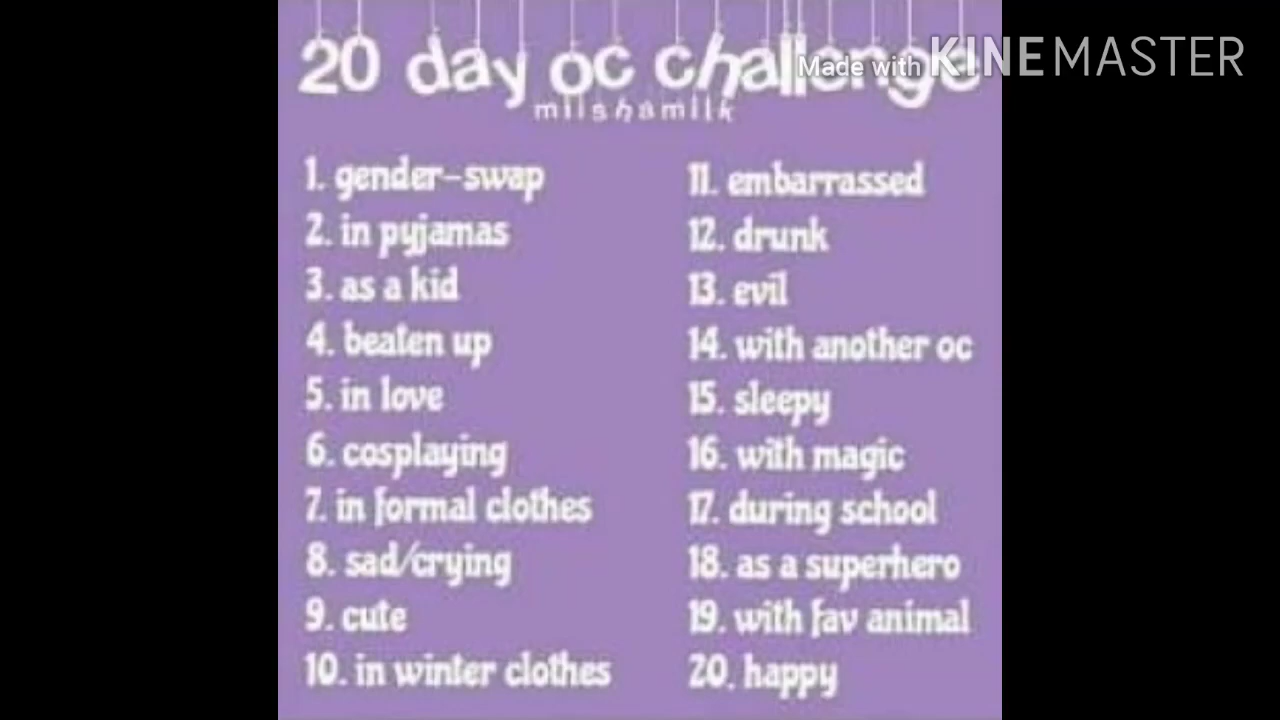 20 day oc challenge
Made with KINEMASTER
milshamilk
1. gender-swap
2. in pyjamas
3. as a kid
4. beaten up
5. in love
6. cosplaying
7. in formal clothes
8. sad/crying
9. cute
10. in winter clothes
11. embarrassed
12. drunk
13. evil
14. with another oc
15. sleepy
16. with magic
17. during school
18. as a superhero
19. with fav animal
20. happy